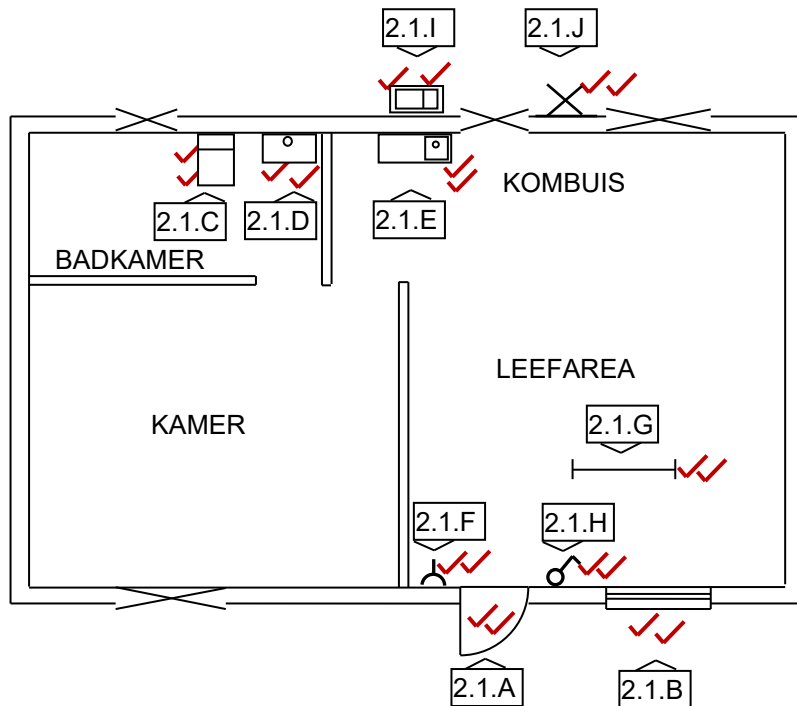 2.1.I
2.1.J
KOMBUIS
2.1.C
2.1.D
2.1.E
BADKAMER
LEEFAREA
KAMER
2.1.G
2.1.F
2.1.H
2.1.A
2.1.B